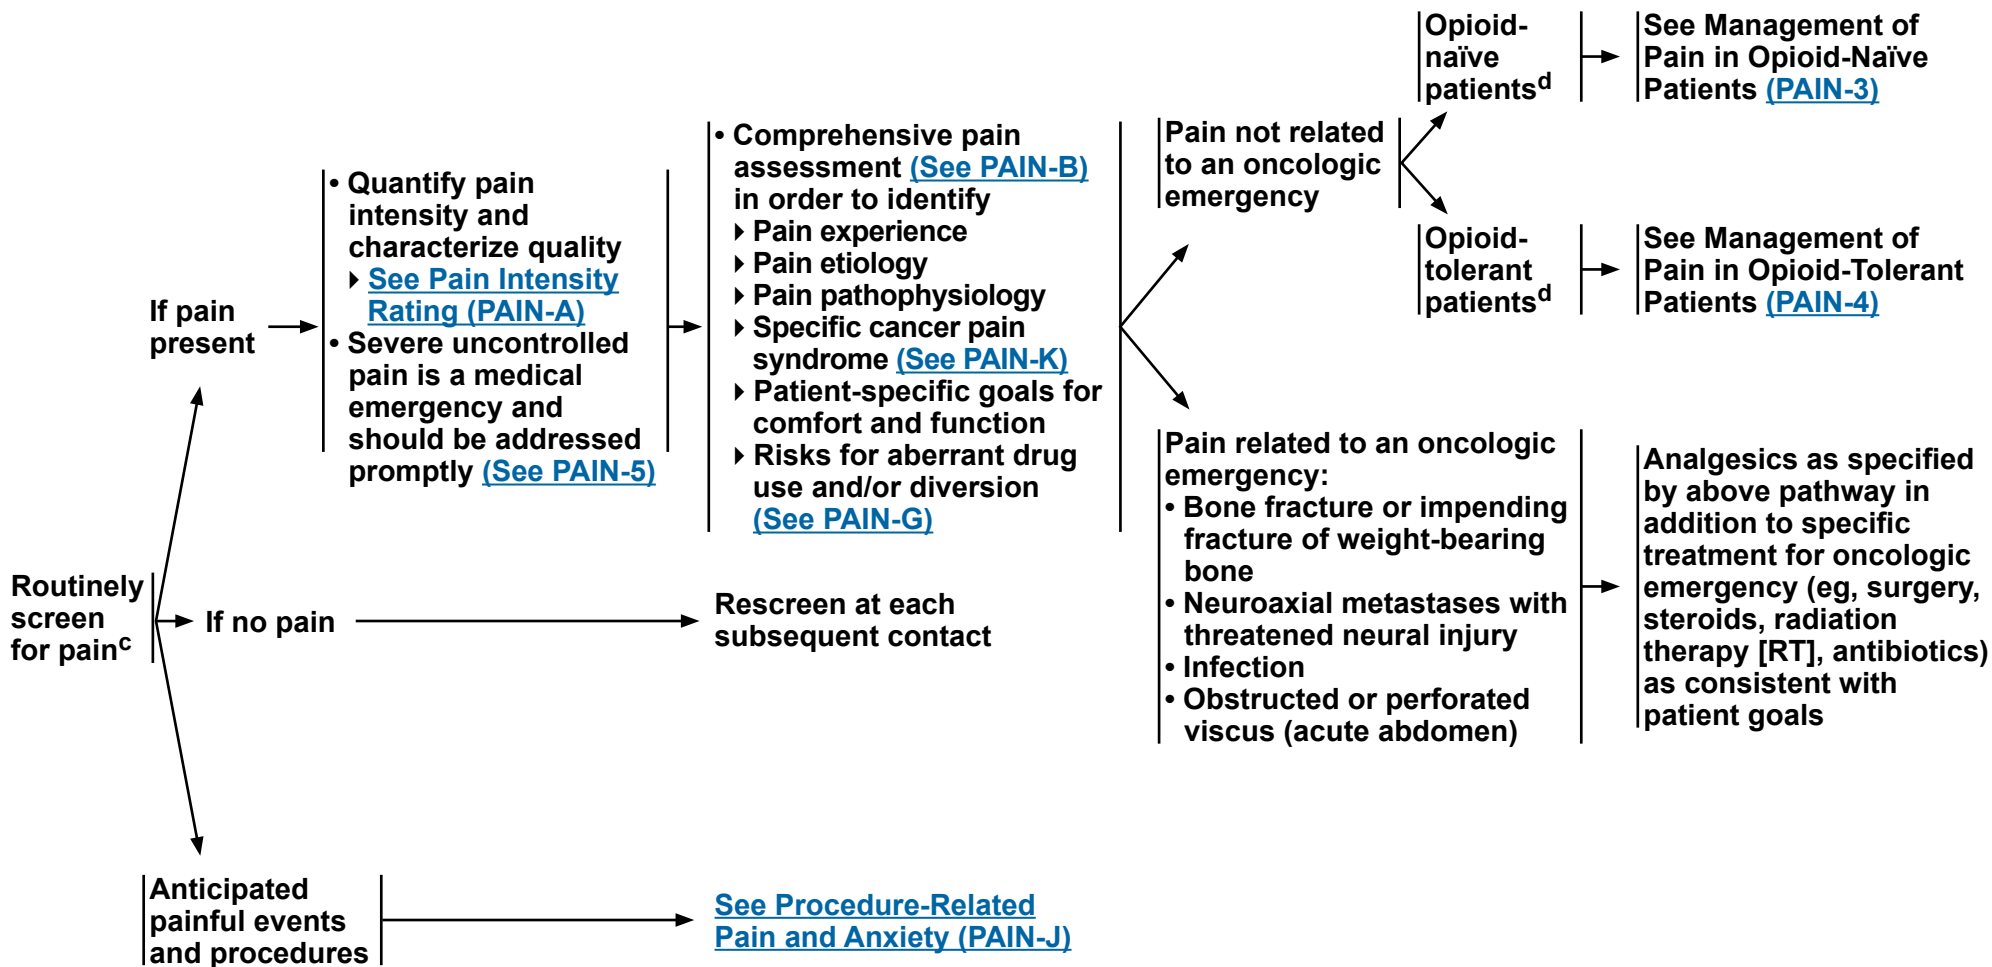 Routinely
screen
for painᶜ
If pain
present
• Quantify pain
intensity and
characterize quality
▸ See Pain Intensity
Rating (PAIN-A)
• Severe uncontrolled
pain is a medical
emergency and
should be addressed
promptly (See PAIN-5)
• Comprehensive pain
assessment (See PAIN-B)
in order to identify
▸ Pain experience
▸ Pain etiology
▸ Pain pathophysiology
▸ Specific cancer pain
syndrome (See PAIN-K)
▸ Patient-specific goals for
comfort and function
▸ Risks for aberrant drug
use and/or diversion
(See PAIN-G)
Pain not related
to an oncologic
emergency
Opioid-
naïve
patientsᵈ
See Management of
Pain in Opioid-Naïve
Patients (PAIN-3)
Opioid-
tolerant
patientsᵈ
See Management of
Pain in Opioid-Tolerant
Patients (PAIN-4)
Pain related to an oncologic
emergency:
• Bone fracture or impending
fracture of weight-bearing
bone
• Neuroaxial metastases with
threatened neural injury
• Infection
• Obstructed or perforated
viscus (acute abdomen)
Analgesics as specified
by above pathway in
addition to specific
treatment for oncologic
emergency (eg, surgery,
steroids, radiation
therapy [RT], antibiotics)
as consistent with
patient goals
If no pain
Rescreen at each
subsequent contact
Anticipated
painful events
and procedures
See Procedure-Related
Pain and Anxiety (PAIN-J)